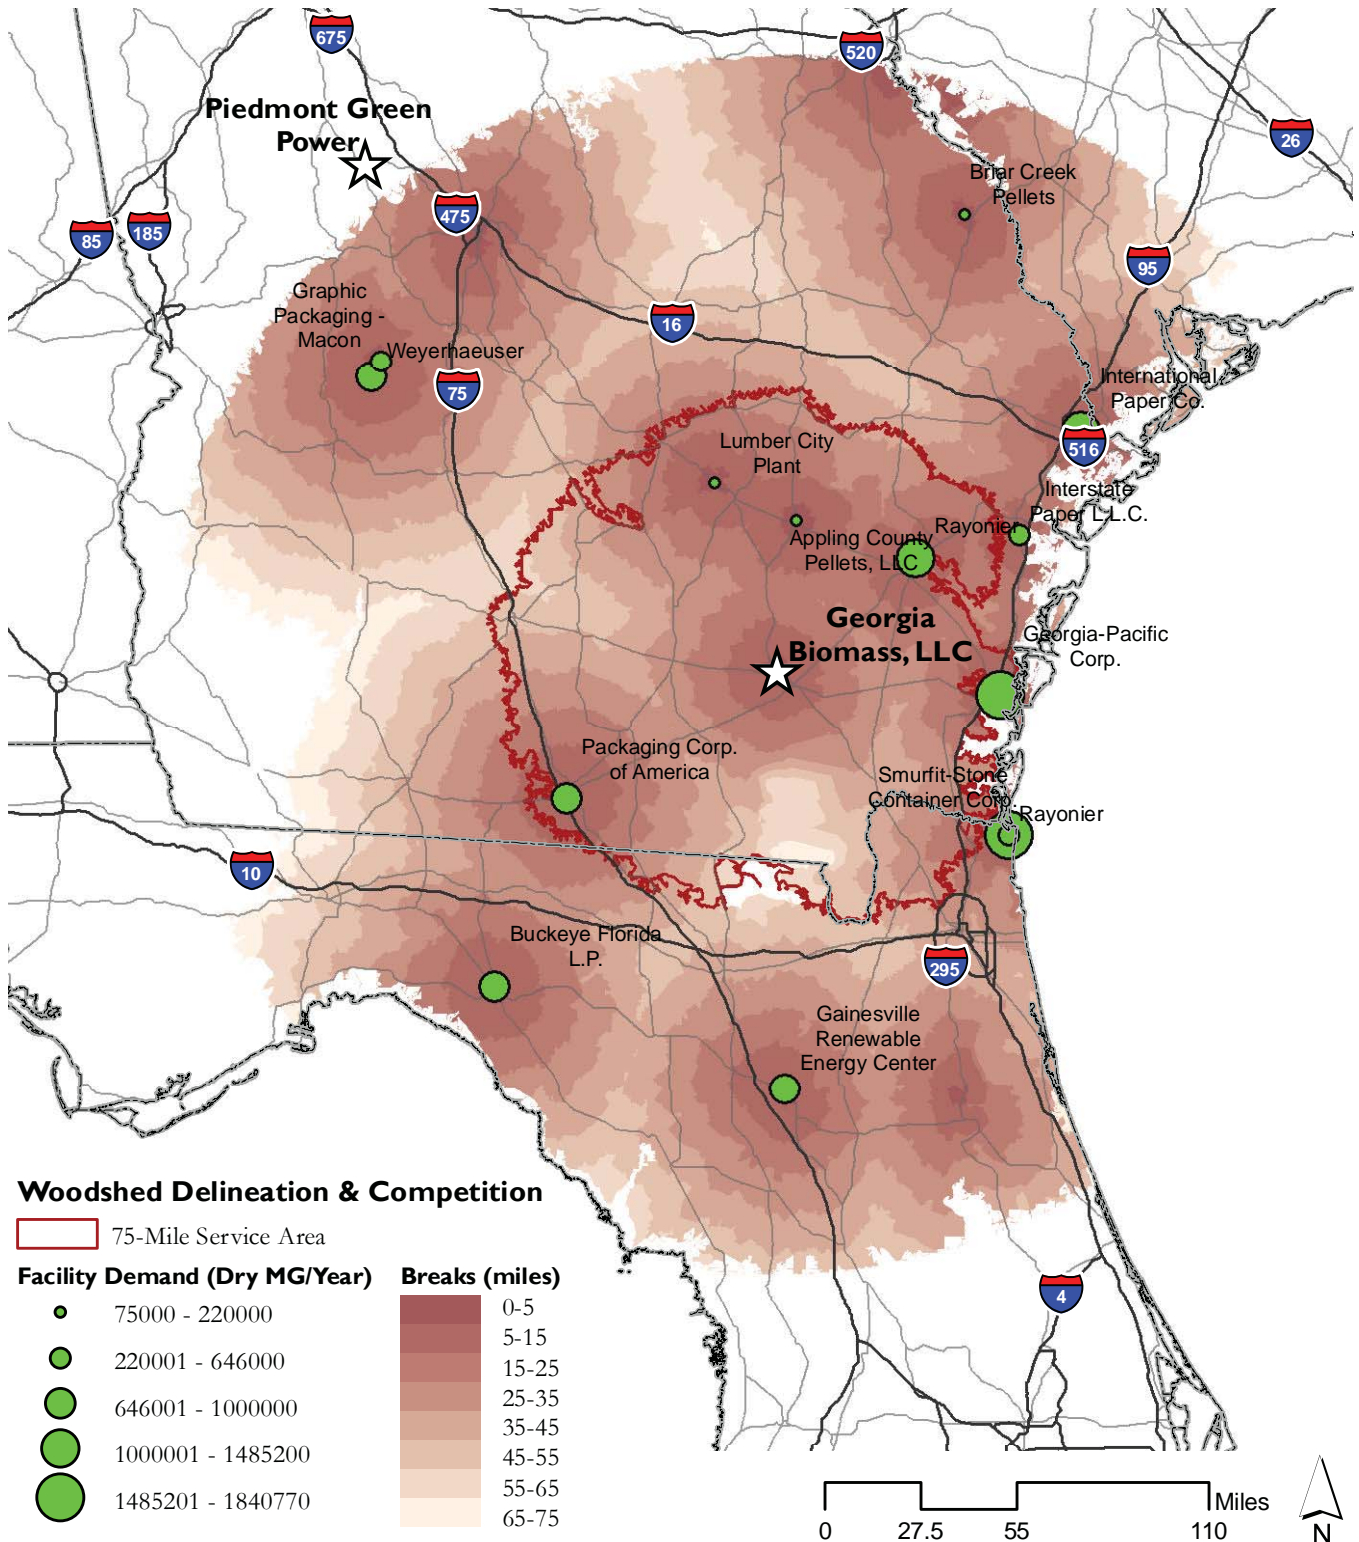 675
520
Piedmont Green
Power
26
Briar Creek
Pellets
475
85
185
95
Graphic
Packaging -
Macon
16
Weyerhaeuser
75
International
Paper Co.
516
Lumber City
Plant
Interstate
Paper L.L.C.
Rayonier
Appling County
Pellets, LLC
Georgia
Biomass, LLC
Georgia-Pacific
Corp.
Packaging Corp.
of America
Smurfit-Stone
Container Corp.
Rayonier
10
Buckeye Florida
L.P.
295
Gainesville
Renewable
Energy Center
4
Woodshed Delineation & Competition
75-Mile Service Area
Facility Demand (Dry MG/Year)
75000 - 220000
220001 - 646000
646001 - 1000000
1000001 - 1485200
1485201 - 1840770
Breaks (miles)
0-5
5-15
15-25
25-35
35-45
45-55
55-65
65-75
Miles
0 27.5 55 110
N